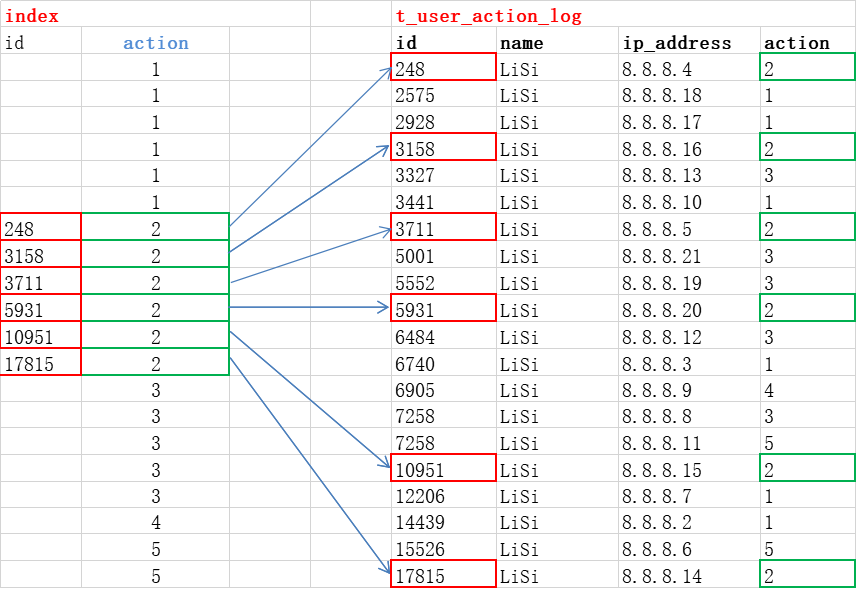 index t_user_action_log
id action id name ip_address action
1 248 LiSi 8.8.8.4 2
1 2575 LiSi 8.8.8.18 1
1 2928 LiSi 8.8.8.17 1
1 3158 LiSi 8.8.8.16 2
1 3327 LiSi 8.8.8.13 3
1 3441 LiSi 8.8.8.10 1
248 2 3711 LiSi 8.8.8.5 2
3158 2 5001 LiSi 8.8.8.21 3
3711 2 5552 LiSi 8.8.8.19 3
5931 2 5931 LiSi 8.8.8.20 2
10951 2 6484 LiSi 8.8.8.12 3
17815 2 6740 LiSi 8.8.8.3 1
3 6905 LiSi 8.8.8.9 4
3 7258 LiSi 8.8.8.8 3
3 7258 LiSi 8.8.8.11 5
3 10951 LiSi 8.8.8.15 2
3 12206 LiSi 8.8.8.7 1
4 14439 LiSi 8.8.8.2 1
5 15526 LiSi 8.8.8.6 5
5 17815 LiSi 8.8.8.14 2